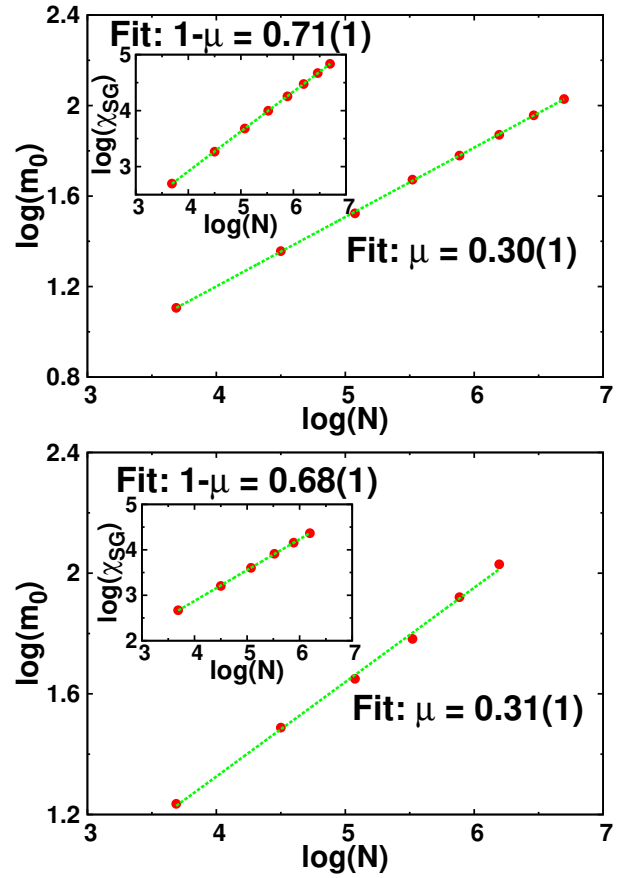 Fit: 1-μ = 0.71(1)
2.4
2
1.6
1.2
0.8
log(m0)
5
4
3
log(χSG)
3 4 5 6 7
log(N)
Fit: μ = 0.30(1)
3 4 5 6 7
log(N)
Fit: 1-μ = 0.68(1)
2.4
2
1.6
1.2
log(m0)
5
4
3
2
log(χSG)
3 4 5 6 7
log(N)
Fit: μ = 0.31(1)
3 4 5 6 7
log(N)